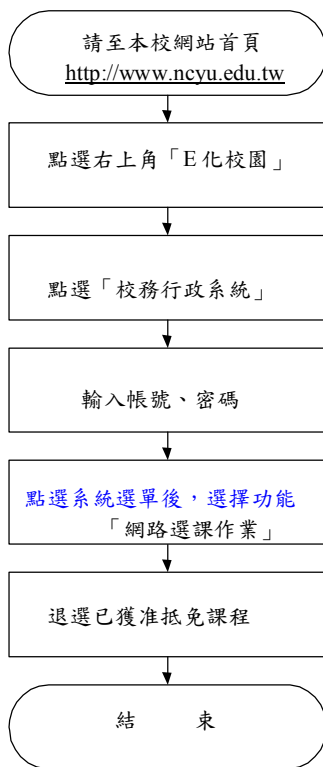 請至本校網站首頁
http://www.ncyu.edu.tw
點選右上角「E化校園」
點選「校務行政系統」
輸入帳號、密碼
點選系統選單後，選擇功能
「網路選課作業」
退選已獲准抵免課程
結 束